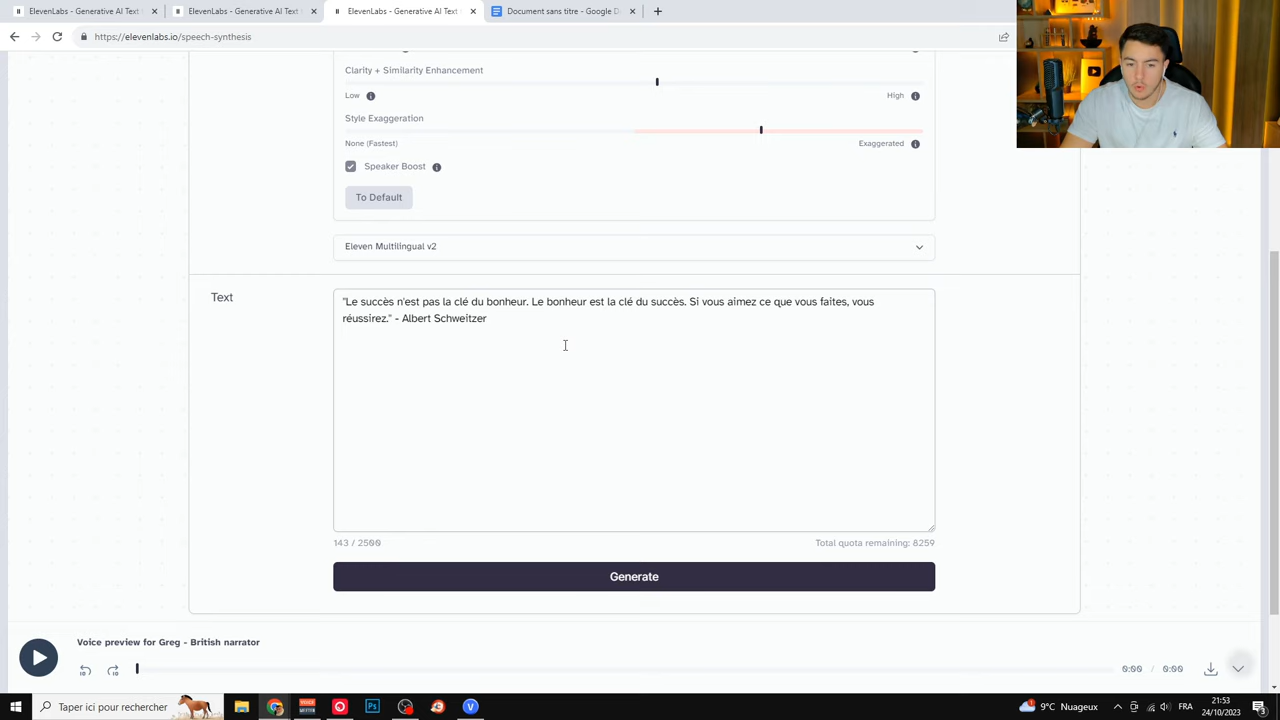 ElevenLabs - Generative AI Text
ElevenLabs - Generative AI Text
ElevenLabs - Generative AI Text
Document sans titre - Google D
https://elevenlabs.io/speech-synthesis
Clarity + Similarity Enhancement
Low
High
Style Exaggeration
None (Fastest)
Exaggerated
Speaker Boost
To Default
Eleven Multilingual v2
Text
"Le succès n'est pas la clé du bonheur. Le bonheur est la clé du succès. Si vous aimez ce que vous faites, vous
réussirez." - Albert Schweitzer
143 / 2500
Total quota remaining: 8259
Generate
Voice preview for Greg - British narrator
10
10
0:00 / 0:00
Taper ici pour rechercher
9°C Nuageux
FRA
21:53
24/10/2023